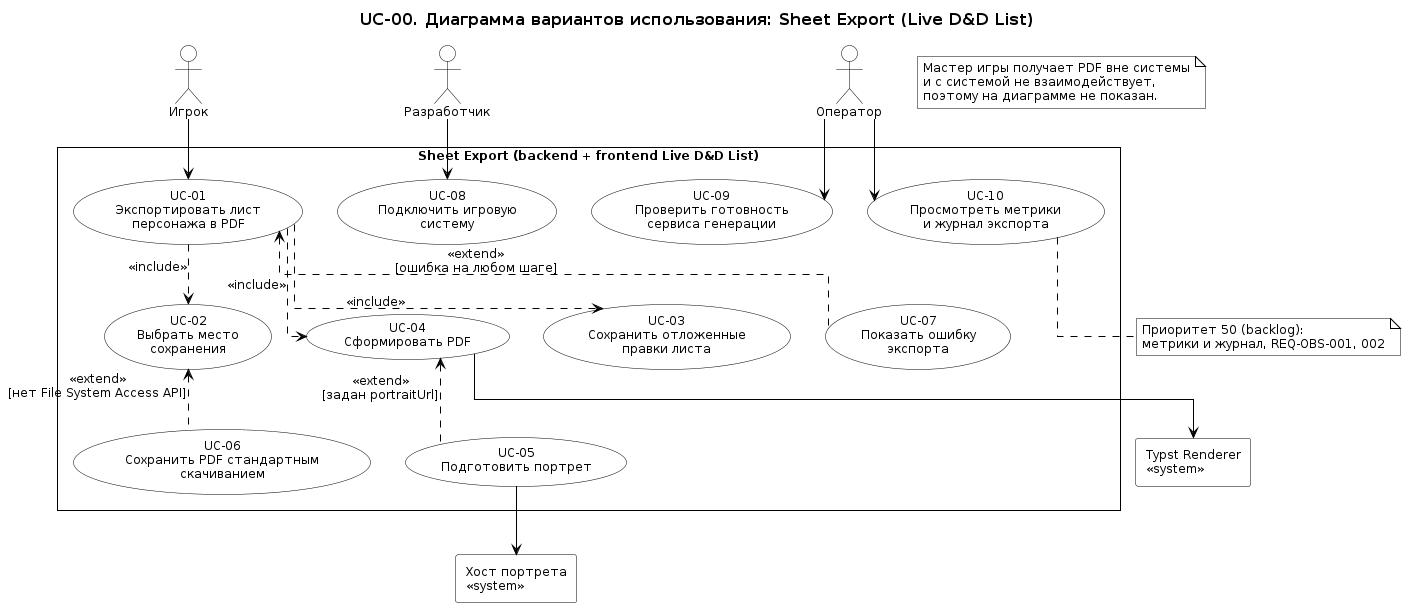 UC-00. Диаграмма вариантов использования: Sheet Export (Live D&D List)
Мастер игры получает PDF вне системы
и с системой не взаимодействует,
поэтому на диаграмме не показан.
Игрок
Разработчик
Оператор
Sheet Export (backend + frontend Live D&D List)
UC-01
Экспортировать лист
персонажа в PDF
UC-08
Подключить игровую
систему
UC-09
Проверить готовность
сервиса генерации
UC-10
Просмотреть метрики
и журнал экспорта
«include»
«extend»
[ошибка на любом шаге]
«include»
«include»
UC-02
Выбрать место
сохранения
UC-04
Сформировать PDF
UC-03
Сохранить отложенные
правки листа
UC-07
Показать ошибку
экспорта
Приоритет 50 (backlog):
метрики и журнал, REQ-OBS-001, 002
«extend»
[нет File System Access API]
«extend»
[задан portraitUrl]
UC-06
Сохранить PDF стандартным
скачиванием
UC-05
Подготовить портрет
Typst Renderer
«system»
Хост портрета
«system»